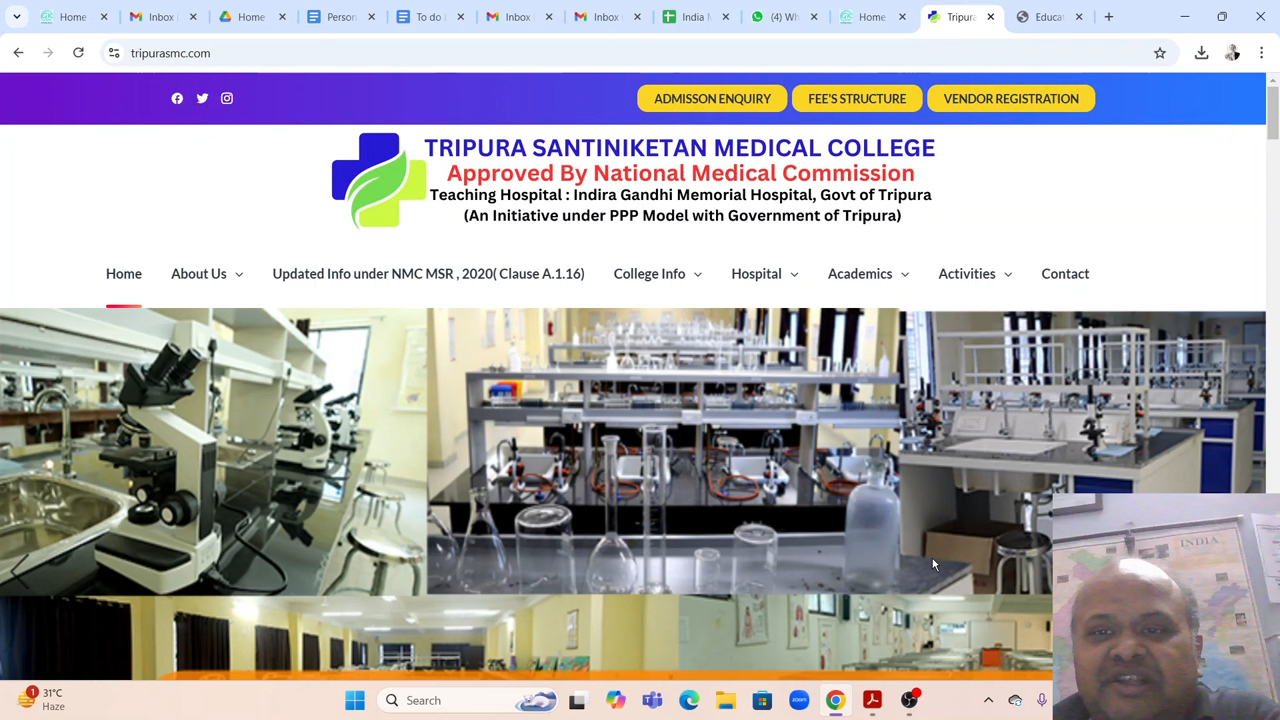 Home
Inbox
Home
Person
To do l
Inbox
Inbox
India M
(4) Wh
Home
Tripura
Educat
tripurasmc.com
ADMISSON ENQUIRY
FEE'S STRUCTURE
VENDOR REGISTRATION
TRIPURA SANTINIKETAN MEDICAL COLLEGE
Approved By National Medical Commission
Teaching Hospital : Indira Gandhi Memorial Hospital, Govt of Tripura
(An Initiative under PPP Model with Government of Tripura)
Home
About Us
Updated Info under NMC MSR , 2020( Clause A.1.16)
College Info
Hospital
Academics
Activities
Contact
INDIA
1
31°C
Haze
Search